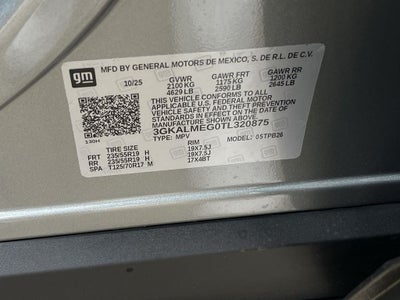 gm
MFD BY GENERAL MOTORS DE MEXICO, S. DE R.L. DE C.V.
10/25 GVWR GAWR FRT GAWR RR
2100 KG 1175 KG 1200 KG
4629 LB 2590 LB 2645 LB
THIS VEHICLE CONFORMS TO ALL
APPLICABLE U.S. FEDERAL MOTOR
VEHICLE SAFETY, BUMPER, AND THEFT PREVENTION
STANDARDS IN EFFECT ON THE DATE OF
MANUFACTURE SHOWN ABOVE.
3GKALMEG0TL320875
TYPE: MPV MODEL: 05TPB26
TIRE SIZE RIM
FRT 235/55R19 H 19X7.5J
RR 235/55R19 H 19X7.5J
SPA T125/70R17 M 17X4BT